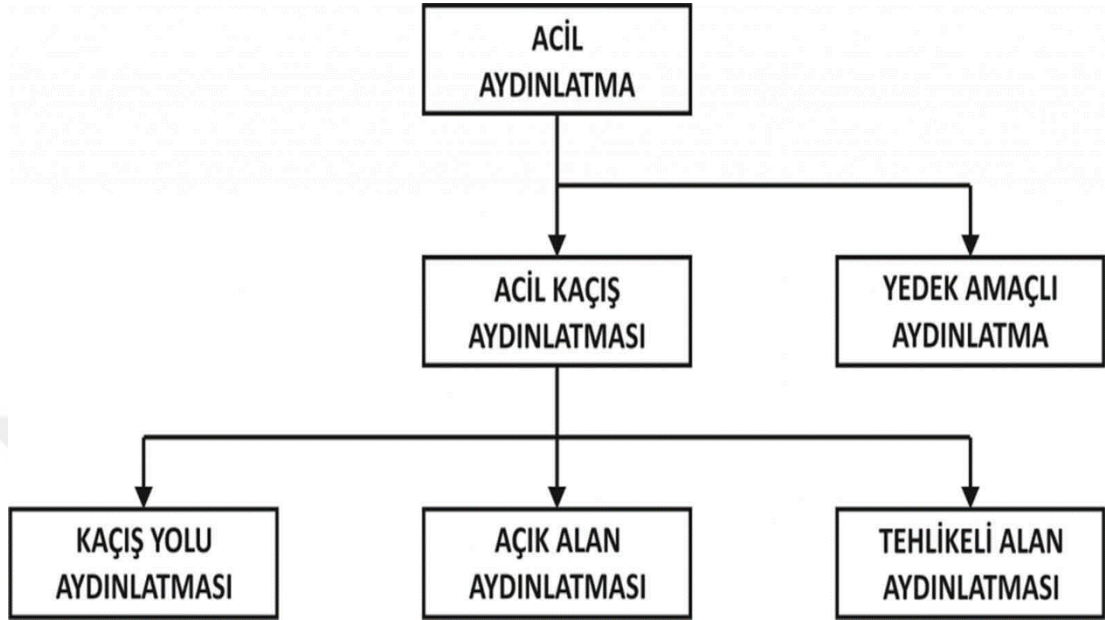 ACİL
AYDINLATMA
ACİL KAÇIŞ
AYDINLATMASI
YEDEK AMAÇLI
AYDINLATMA
KAÇIŞ YOLU
AYDINLATMASI
AÇIK ALAN
AYDINLATMASI
TEHLİKELİ ALAN
AYDINLATMASI